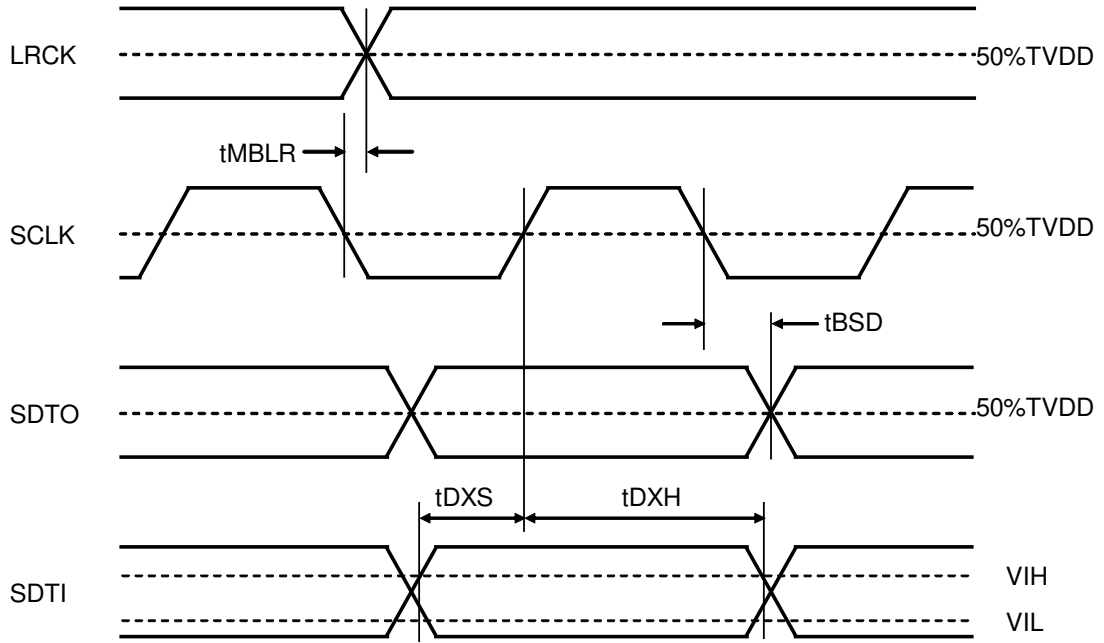 LRCK
50%TVDD
tMBLR
SCLK
50%TVDD
tBSD
SDTO
50%TVDD
tDXS
tDXH
SDTI
VIH
VIL